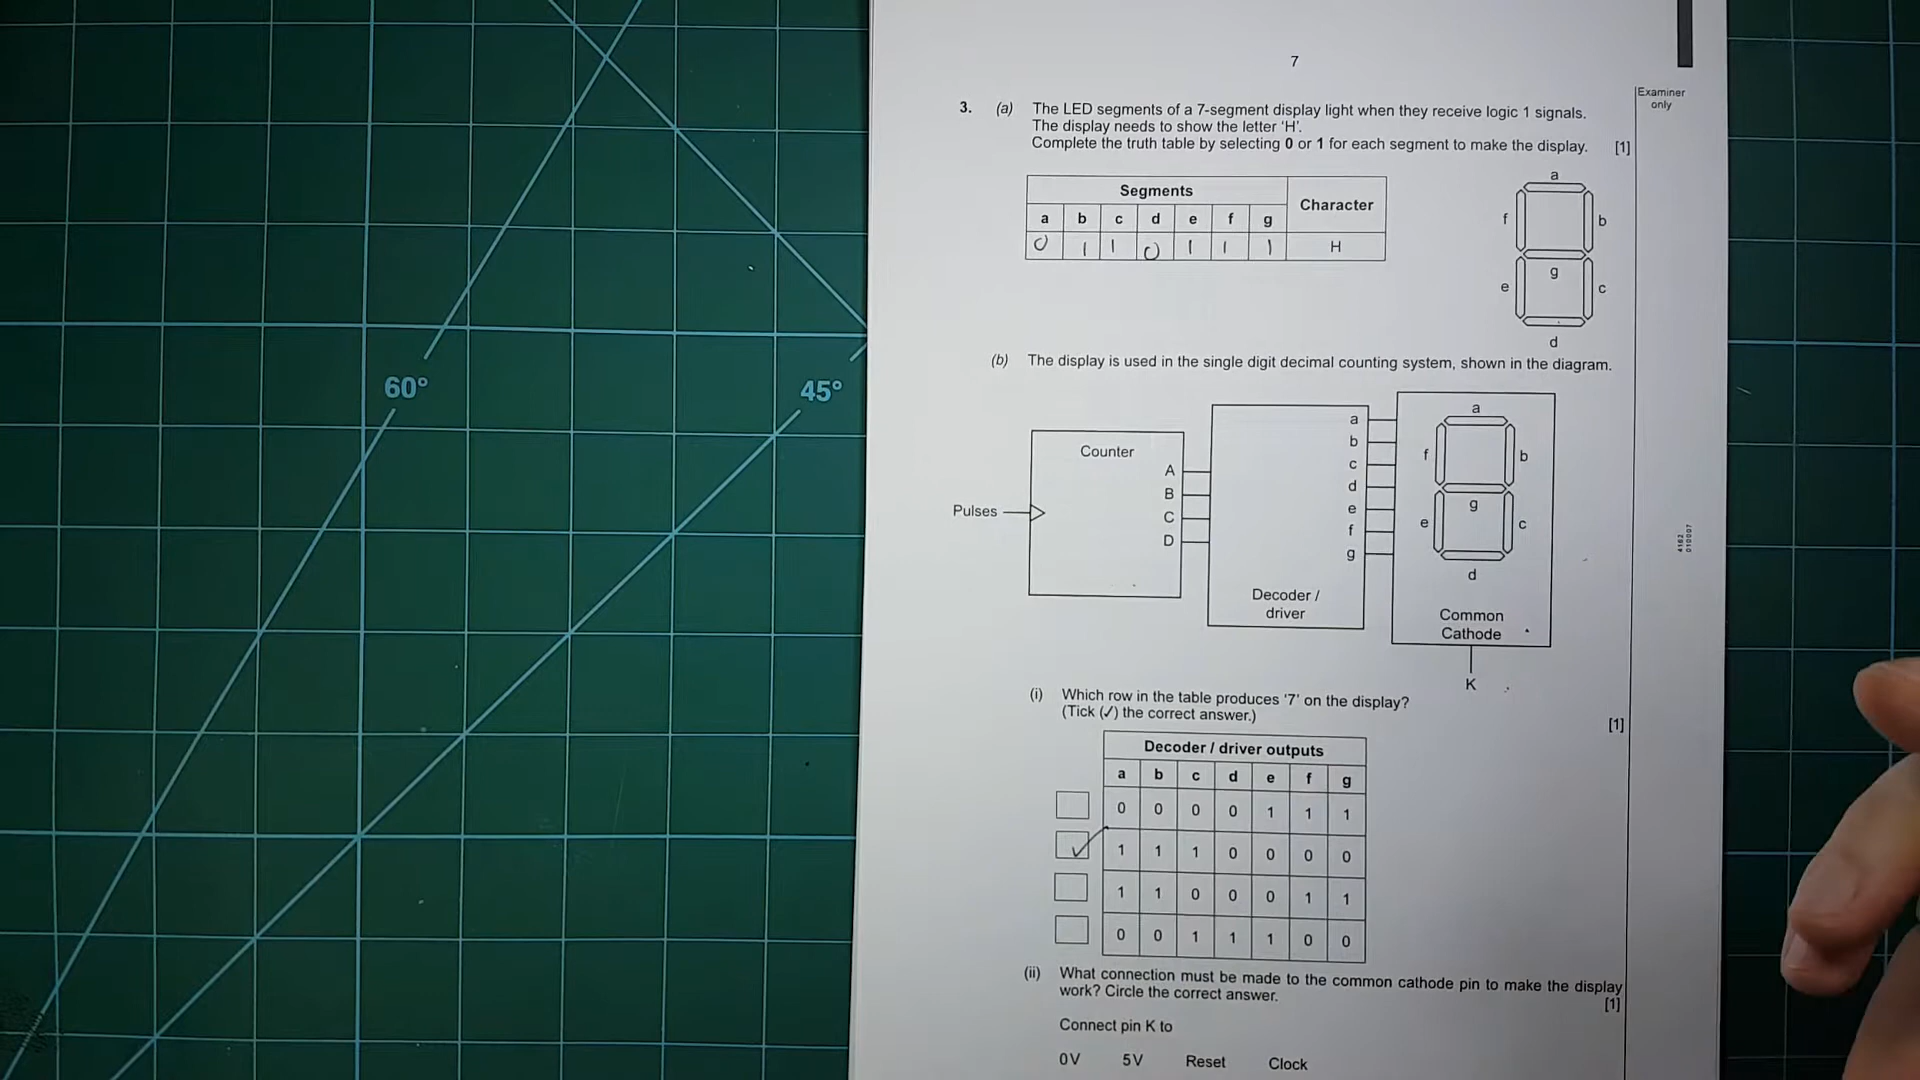 7
Examiner
only
3. (a) The LED segments of a 7-segment display light when they receive logic 1 signals.
The display needs to show the letter 'H'.
Complete the truth table by selecting 0 or 1 for each segment to make the display. [1]
Segments Character
a b c d e f g
0 1 1 0 1 1 1 H
a
f b
g
e c
d
(b) The display is used in the single digit decimal counting system, shown in the diagram.
Pulses
Counter
A
B
C
D
a
b
c
d
e
f
g
Decoder /
driver
a
f b
g
e c
d
Common
Cathode
K
4162
010007
(i) Which row in the table produces '7' on the display?
(Tick (✓) the correct answer.) [1]
Decoder / driver outputs
a b c d e f g
0 0 0 0 1 1 1
✓ 1 1 1 0 0 0 0
1 1 0 0 0 1 1
0 0 1 1 1 0 0
(ii) What connection must be made to the common cathode pin to make the display
work? Circle the correct answer. [1]
Connect pin K to
0V 5V Reset Clock
60°
45°